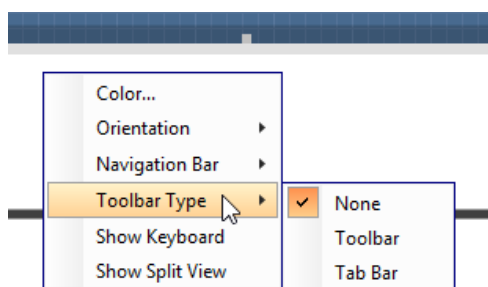 Color...
Orientation
Navigation Bar
Toolbar Type
Show Keyboard
Show Split View
None
Toolbar
Tab Bar